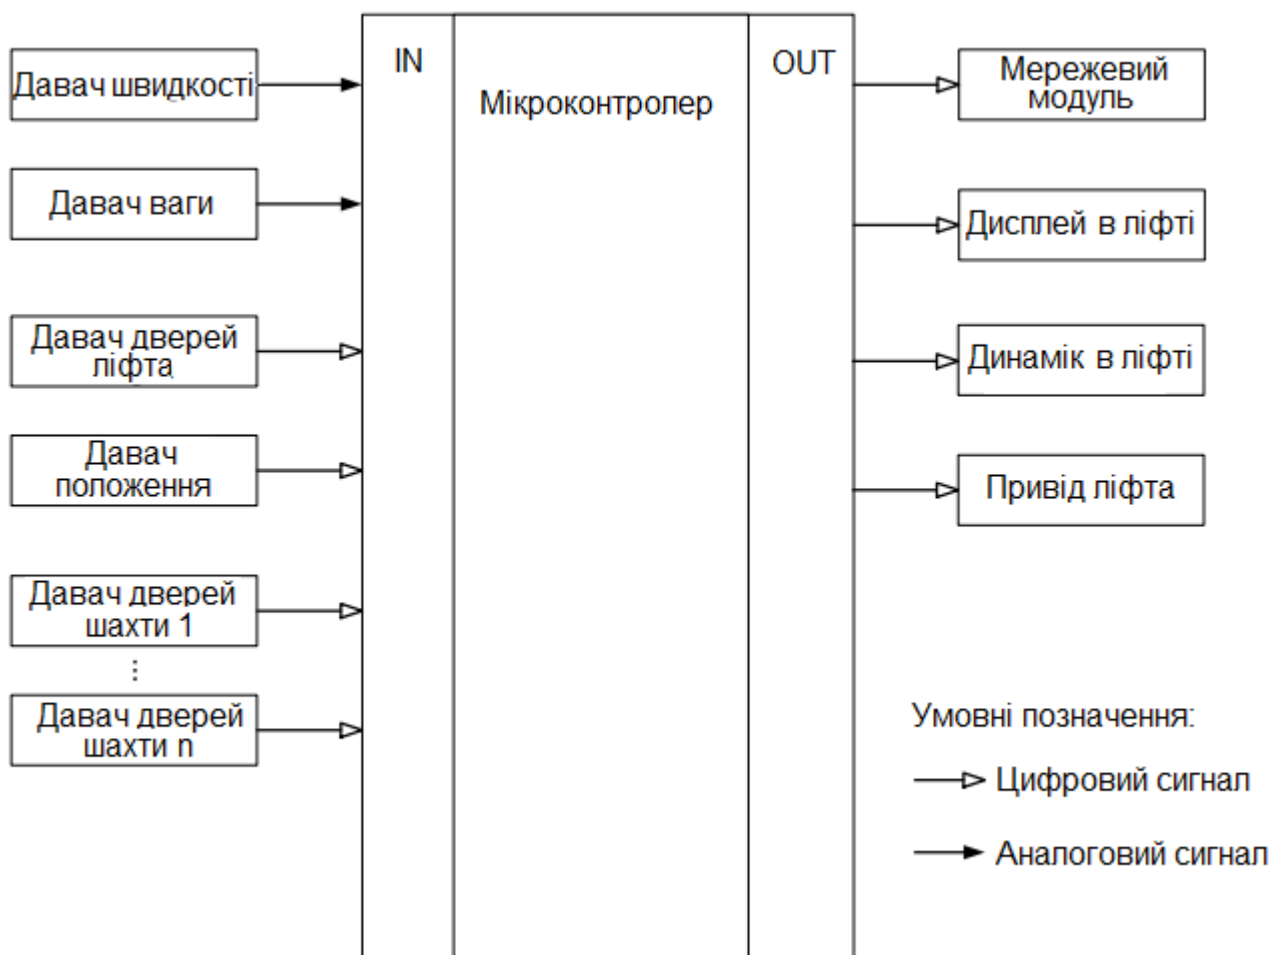 Давач швидкості
Давач ваги
Давач дверей
ліфта
Давач
положення
Давач дверей
шахти 1
...
Давач дверей
шахти n
IN
Мікроконтролер
OUT
Мережевий
модуль
Дисплей в ліфті
Динамік в ліфті
Привід ліфта
Умовні позначення:
Цифровий сигнал
Аналоговий сигнал